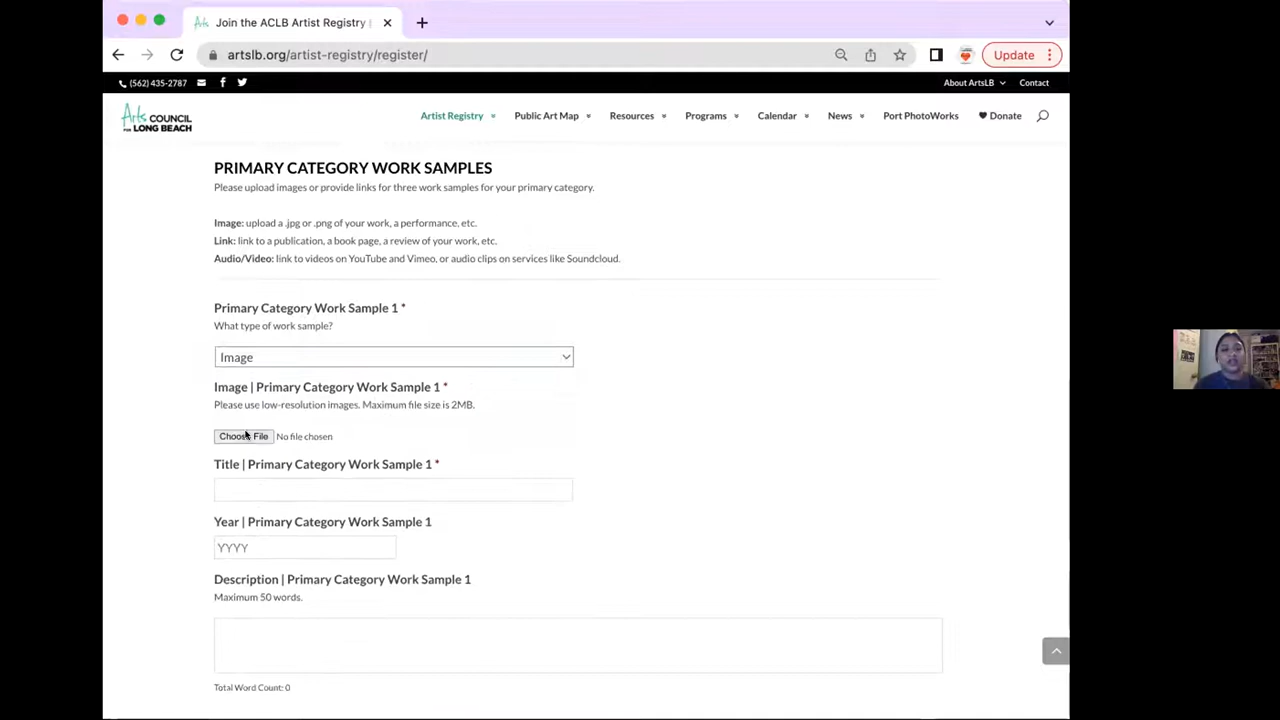 Join the ACLB Artist Registry
artslb.org/artist-registry/register/
Update
(562) 435-2787
About ArtsLB
Contact
Arts COUNCIL
FOR LONG BEACH
Artist Registry
Public Art Map
Resources
Programs
Calendar
News
Port PhotoWorks
Donate
PRIMARY CATEGORY WORK SAMPLES
Please upload images or provide links for three work samples for your primary category.
Image: upload a .jpg or .png of your work, a performance, etc.
Link: link to a publication, a book page, a review of your work, etc.
Audio/Video: link to videos on YouTube and Vimeo, or audio clips on services like Soundcloud.
Primary Category Work Sample 1 *
What type of work sample?
Image
Image | Primary Category Work Sample 1 *
Please use low-resolution images. Maximum file size is 2MB.
Choose File No file chosen
Title | Primary Category Work Sample 1 *
Year | Primary Category Work Sample 1
YYYY
Description | Primary Category Work Sample 1
Maximum 50 words.
Total Word Count: 0